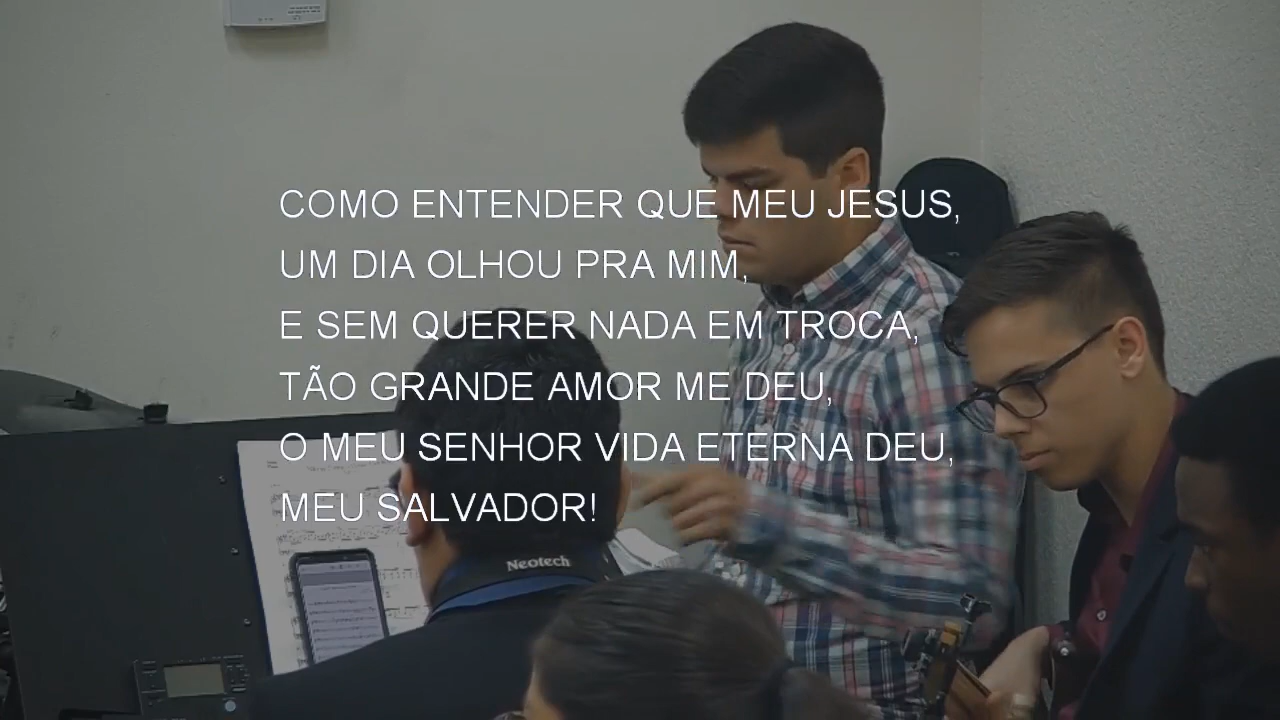 COMO ENTENDER QUE MEU JESUS,
UM DIA OLHOU PRA MIM,
E SEM QUERER NADA EM TROCA,
TÃO GRANDE AMOR ME DEU,
O MEU SENHOR VIDA ETERNA DEU,
MEU SALVADOR!
Neotech